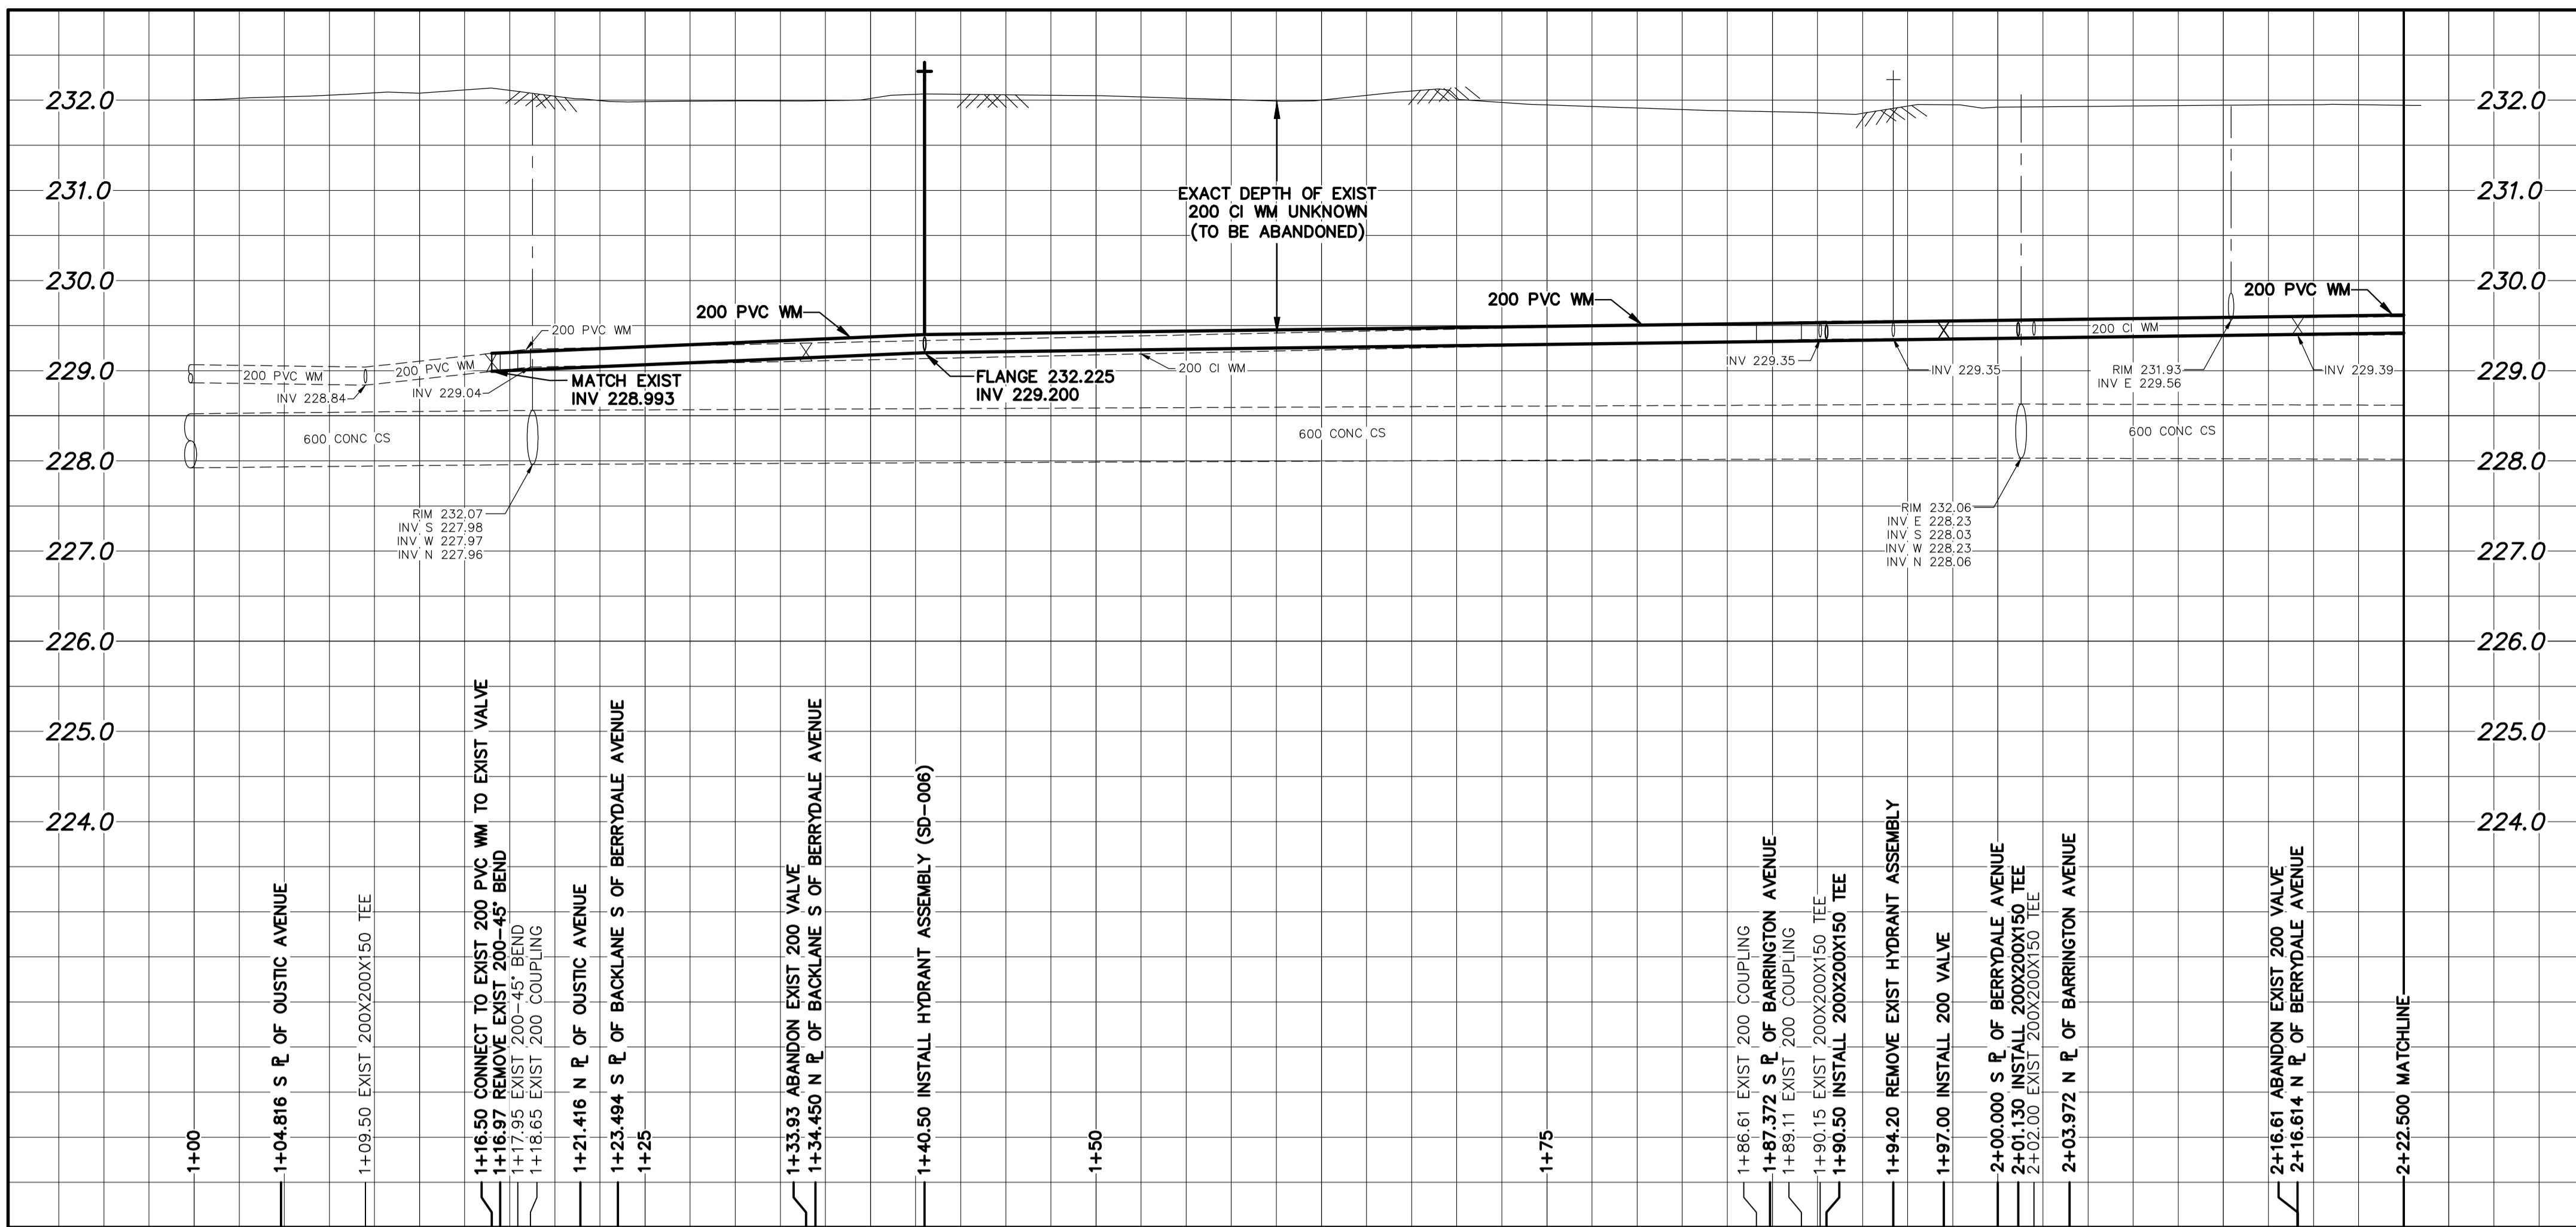 232.0
232.0
231.0
231.0
EXACT DEPTH OF EXIST
200 CI WM UNKNOWN
(TO BE ABANDONED)
230.0
230.0
200 PVC WM
200 PVC WM
200 PVC WM
200 PVC WM
200 CI WM
229.0
229.0
200 PVC WM
200 PVC WM
INV 228.84
INV 229.04
MATCH EXIST
INV 228.993
FLANGE 232.225
INV 229.200
200 CI WM
INV 229.35
INV 229.35
RIM 231.93
INV E 229.56
INV 229.39
600 CONC CS
600 CONC CS
600 CONC CS
228.0
228.0
RIM 232.07
INV S 227.98
INV W 227.97
INV N 227.96
RIM 232.06
INV E 228.23
INV S 228.03
INV W 228.23
INV N 228.06
227.0
227.0
226.0
226.0
225.0
225.0
224.0
224.0
1+00
1+04.816 S PL OF OUSTIC AVENUE
1+09.50 EXIST 200X200X150 TEE
1+16.50 CONNECT TO EXIST 200 PVC WM TO EXIST VALVE
1+16.97 REMOVE EXIST 200-45° BEND
1+17.95 EXIST 200-45° BEND
1+18.65 EXIST 200 COUPLING
1+21.416 N PL OF OUSTIC AVENUE
1+23.494 S PL OF BACKLANE S OF BERRYDALE AVENUE
1+25
1+33.93 ABANDON EXIST 200 VALVE
1+34.450 N PL OF BACKLANE S OF BERRYDALE AVENUE
1+40.50 INSTALL HYDRANT ASSEMBLY (SD-006)
1+50
1+75
1+86.61 EXIST 200 COUPLING
1+87.372 S PL OF BARRINGTON AVENUE
1+89.11 EXIST 200 COUPLING
1+90.15 EXIST 200X200X150 TEE
1+90.50 INSTALL 200X200X150 TEE
1+94.20 REMOVE EXIST HYDRANT ASSEMBLY
1+97.00 INSTALL 200 VALVE
2+00.000 S PL OF BERRYDALE AVENUE
2+01.130 INSTALL 200X200X150 TEE
2+02.00 EXIST 200X200X150 TEE
2+03.972 N PL OF BARRINGTON AVENUE
2+16.61 ABANDON EXIST 200 VALVE
2+16.614 N PL OF BERRYDALE AVENUE
2+22.500 MATCHLINE